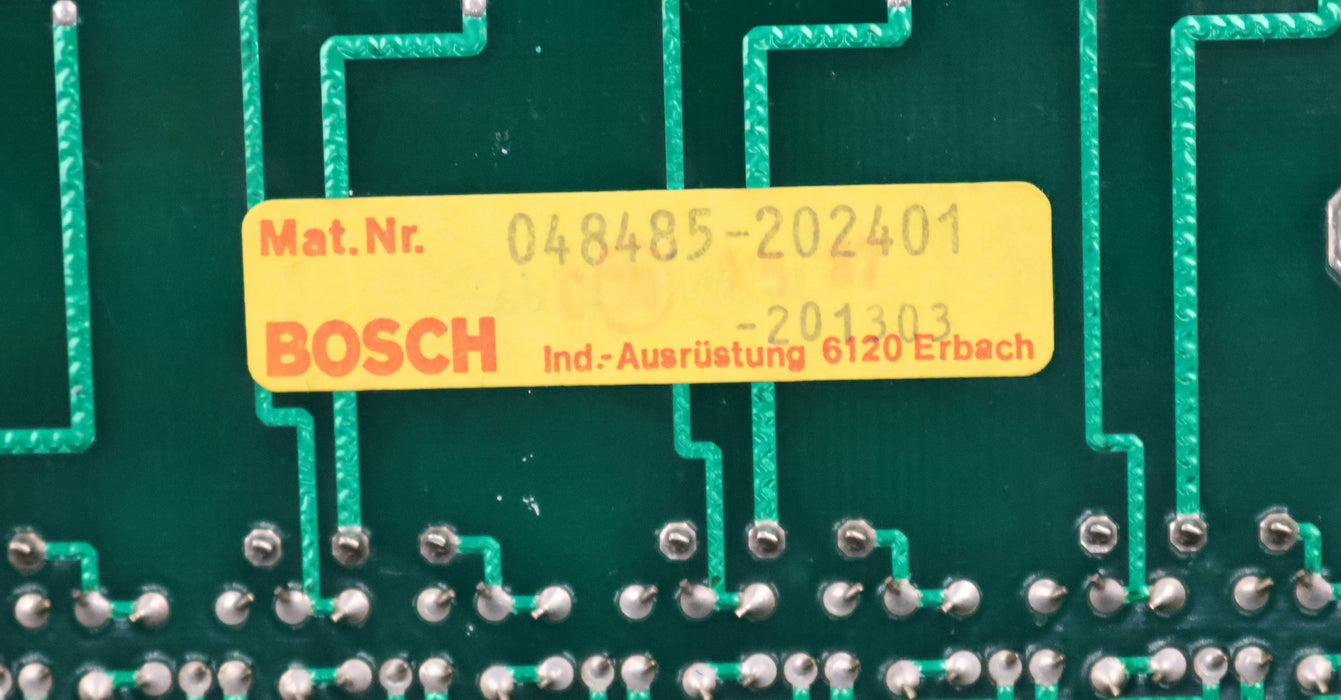 Mat.Nr. 048485-202401
-201303
BOSCH Ind.-Ausrüstung 6120 Erbach